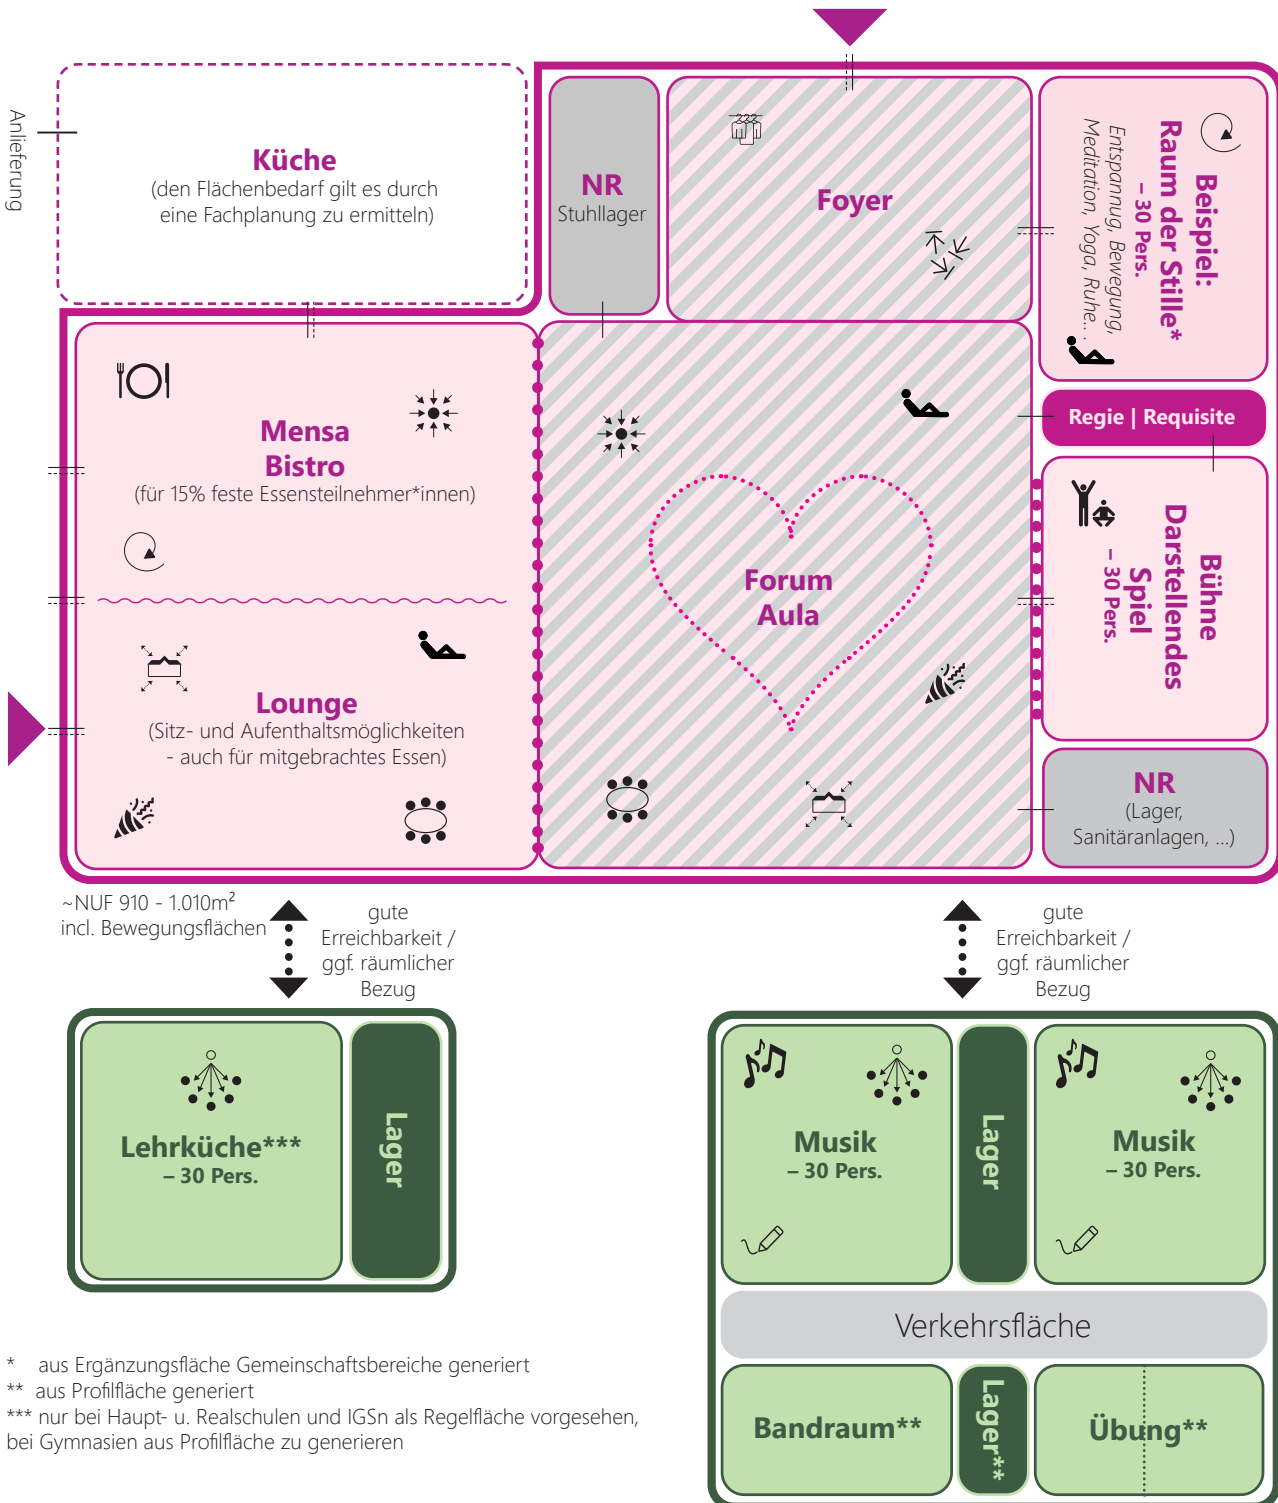 Anlieferung
Küche
(den Flächenbedarf gilt es durch
eine Fachplanung zu ermitteln)
NR
Stuhllager
Foyer
Beispiel:
Raum der Stille*
– 30 Pers.
Entspannug, Bewegung,
Meditation, Yoga, Ruhe...
Regie | Requisite
Mensa
Bistro
(für 15% feste Essensteilnehmer*innen)
Forum
Aula
Bühne
Darstellendes
Spiel
– 30 Pers.
Lounge
(Sitz- und Aufenthaltsmöglichkeiten
- auch für mitgebrachtes Essen)
NR
(Lager,
Sanitäranlagen, ...)
~NUF 910 - 1.010m²
incl. Bewegungsflächen
gute
Erreichbarkeit /
ggf. räumlicher
Bezug
gute
Erreichbarkeit /
ggf. räumlicher
Bezug
Lehrküche***
– 30 Pers.
Lager
Musik
– 30 Pers.
Lager
Musik
– 30 Pers.
Verkehrsfläche
Bandraum**
Lager**
Übung**
* aus Ergänzungsfläche Gemeinschaftsbereiche generiert
** aus Profilfläche generiert
*** nur bei Haupt- u. Realschulen und IGSn als Regelfläche vorgesehen,
bei Gymnasien aus Profilfläche zu generieren